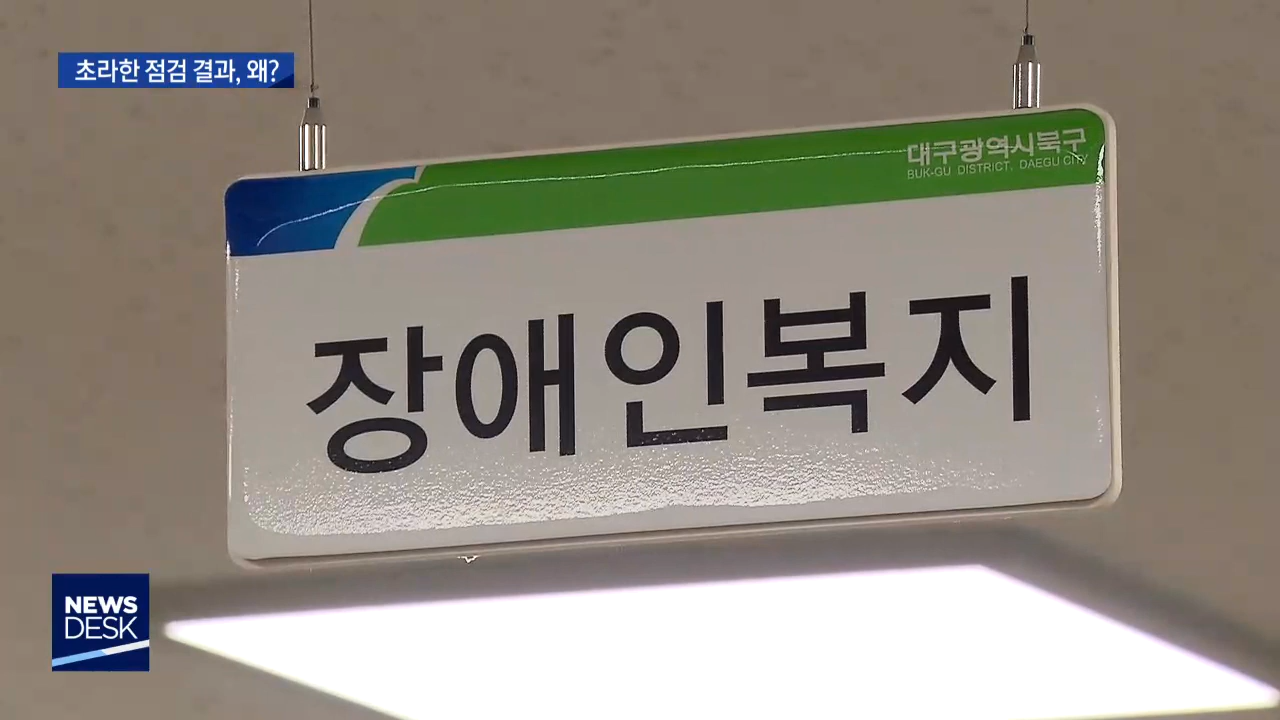 초라한 점검 결과, 왜?
대구광역시북구
BUK-GU DISTRICT, DAEGU CITY
장애인복지
NEWS
DESK